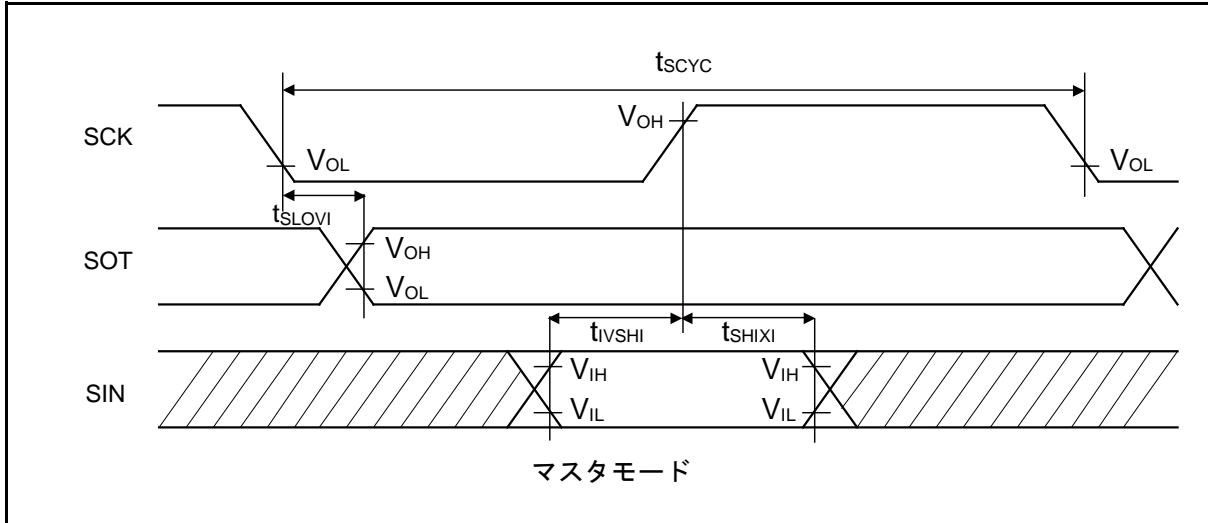 tSCYC
SCK
VOH
VOL
VOL
tSLOVI
SOT
VOH
VOL
tIVSHI
tSHIXI
SIN
VIH
VIH
VIL
VIL
マスタモード